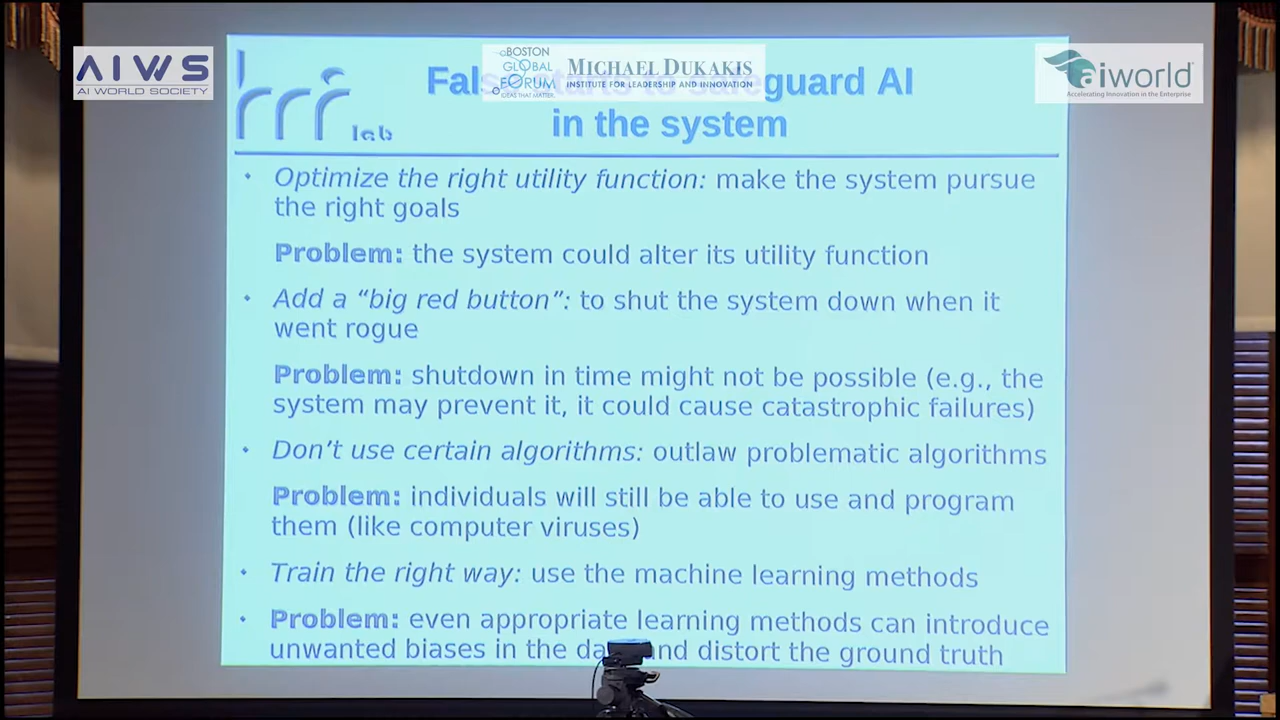 AIWS
AI WORLD SOCIETY
BOSTON
GLOBAL
FORUM
IDEAS THAT MATTER
MICHAEL DUKAKIS
INSTITUTE FOR LEADERSHIP AND INNOVATION
aiworld
Accelerating Innovation in the Enterprise
hri
lab
guard AI
in the system
• Optimize the right utility function: make the system pursue
the right goals
Problem: the system could alter its utility function
• Add a “big red button”: to shut the system down when it
went rogue
Problem: shutdown in time might not be possible (e.g., the
system may prevent it, it could cause catastrophic failures)
• Don’t use certain algorithms: outlaw problematic algorithms
Problem: individuals will still be able to use and program
them (like computer viruses)
• Train the right way: use the machine learning methods
• Problem: even appropriate learning methods can introduce
unwanted biases in the and distort the ground truth